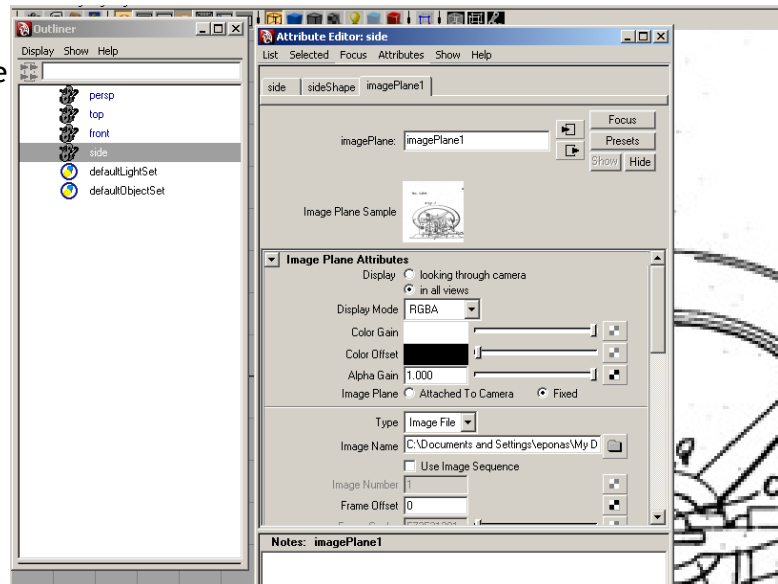 Outliner
Display Show Help
e
persp
top
front
side
defaultLightSet
defaultObjectSet
Attribute Editor: side
List Selected Focus Attributes Show Help
side sideShape imagePlane1
imagePlane: imagePlane1
Focus
Presets
Show Hide
Image Plane Sample
Image Plane Attributes
Display looking through camera
in all views
Display Mode RGBA
Color Gain
Color Offset
Alpha Gain 1.000
Image Plane Attached To Camera Fixed
Type Image File
Image Name C:\Documents and Settings\eponas\My D
Use Image Sequence
Image Number 1
Frame Offset 0
Notes: imagePlane1